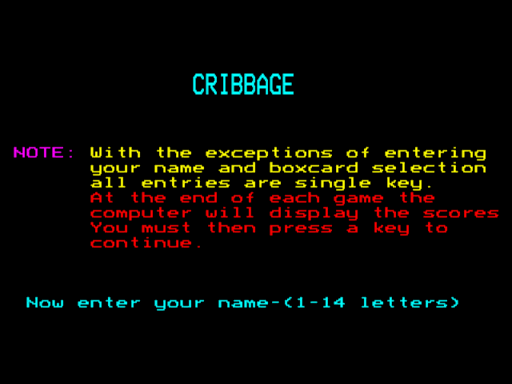 CRIBBAGE
NOTE: With the exceptions of entering
your name and boxcard selection
all entries are single key.
At the end of each game the
computer will display the scores
You must then press a key to
continue.
Now enter your name-(1-14 letters)